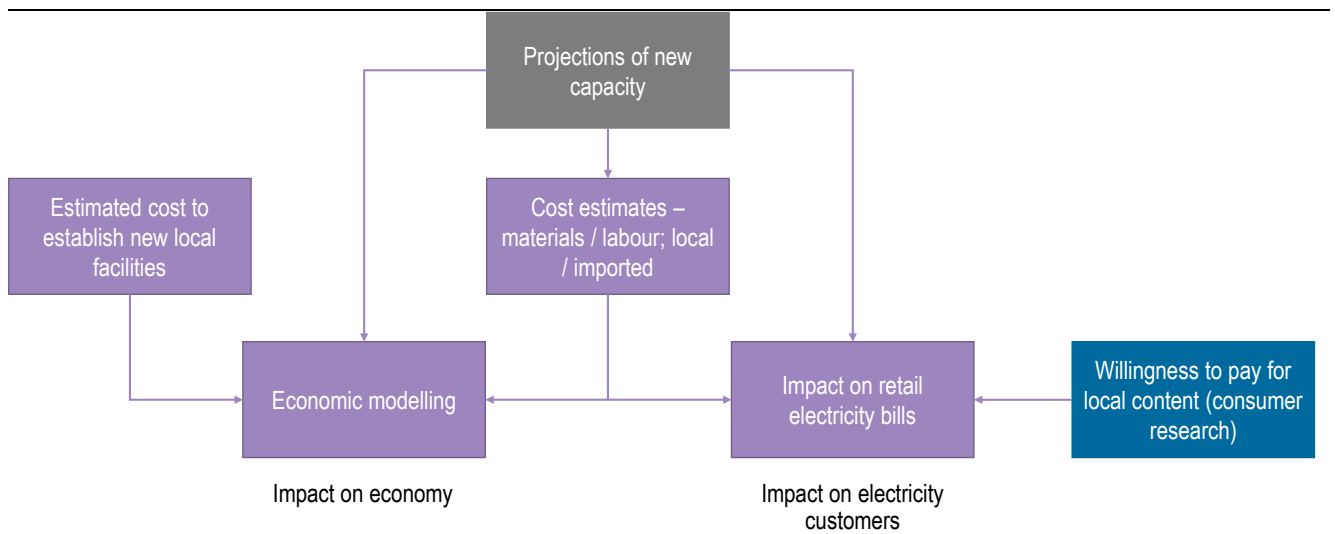 Projections of new
capacity
Estimated cost to
establish new local
facilities
Cost estimates –
materials / labour; local
/ imported
Economic modelling
Impact on retail
electricity bills
Willingness to pay for
local content (consumer
research)
Impact on economy
Impact on electricity
customers